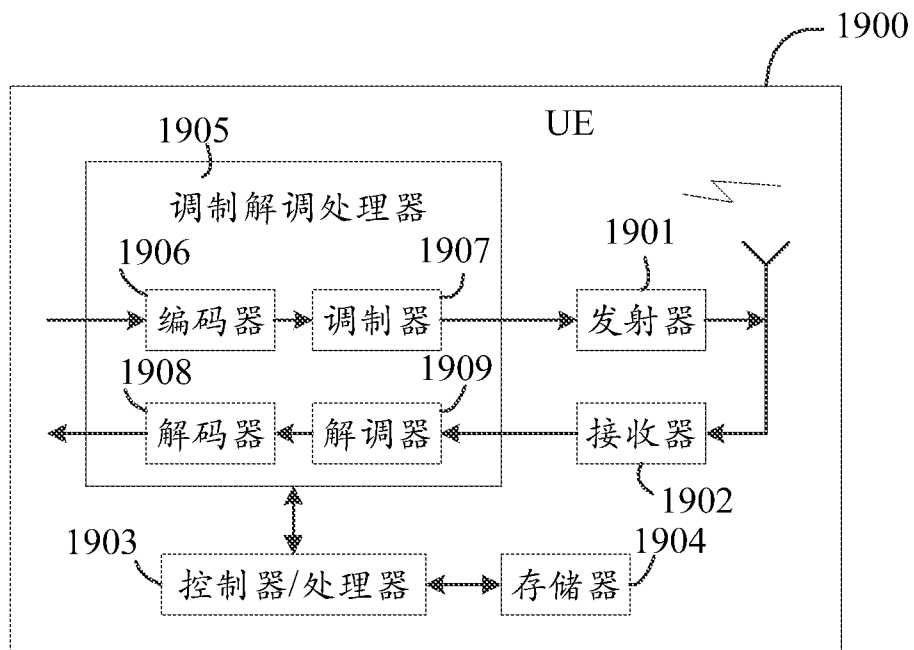 1900
UE
1905
调制解调处理器
1906
1907
1901
编码器
调制器
发射器
1908
1909
解码器
解调器
接收器
1902
1903
1904
控制器/处理器
存储器